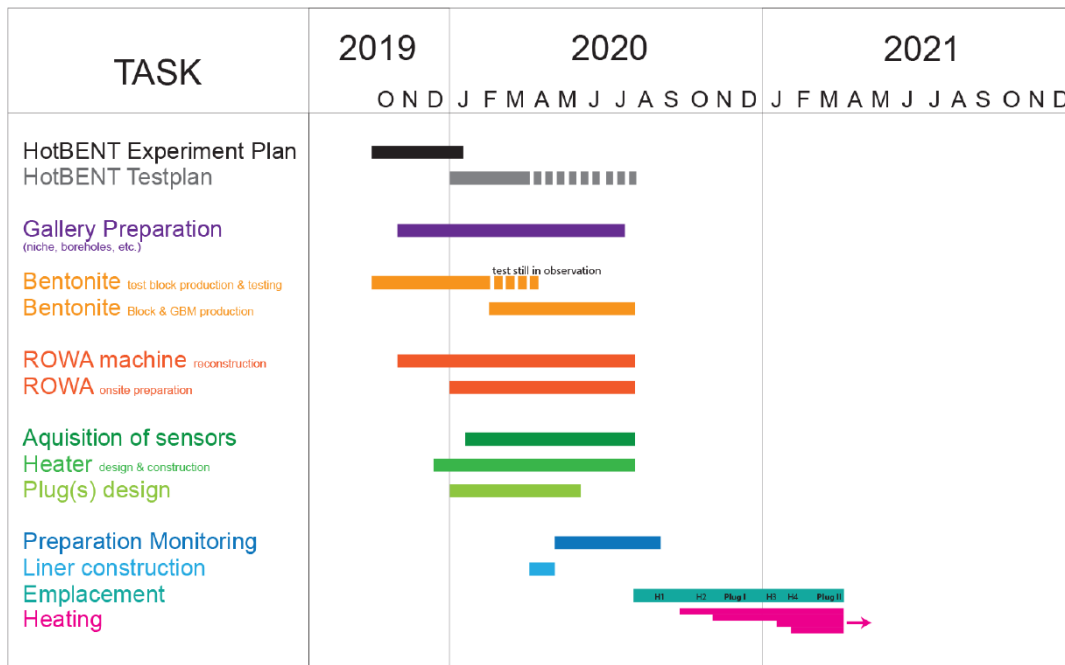 TASK
2019 2020 2021
O N D J F M A M J J A S O N D J F M A M J J A S O N D
HotBENT Experiment Plan
HotBENT Testplan
Gallery Preparation
(niche, boreholes, etc.)
test still in observation
Bentonite test block production & testing
Bentonite Block & GBM production
ROWA machine reconstruction
ROWA onsite preparation
Aquisition of sensors
Heater design & construction
Plug(s) design
Preparation Monitoring
Liner construction
Emplacement H1 H2 Plug I H3 H4 Plug II
Heating